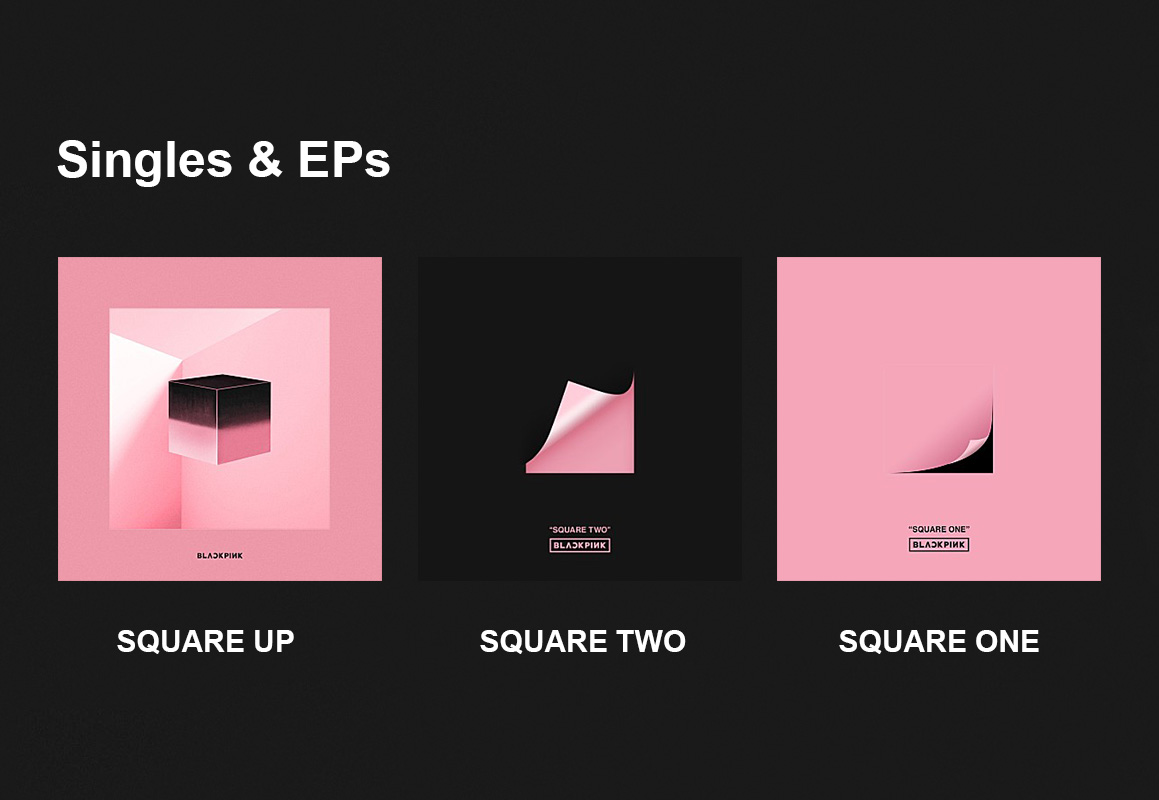 Singles & EPs
BLACKPINK
"SQUARE TWO"
BLACKPINK
"SQUARE ONE"
BLACKPINK
SQUARE UP
SQUARE TWO
SQUARE ONE